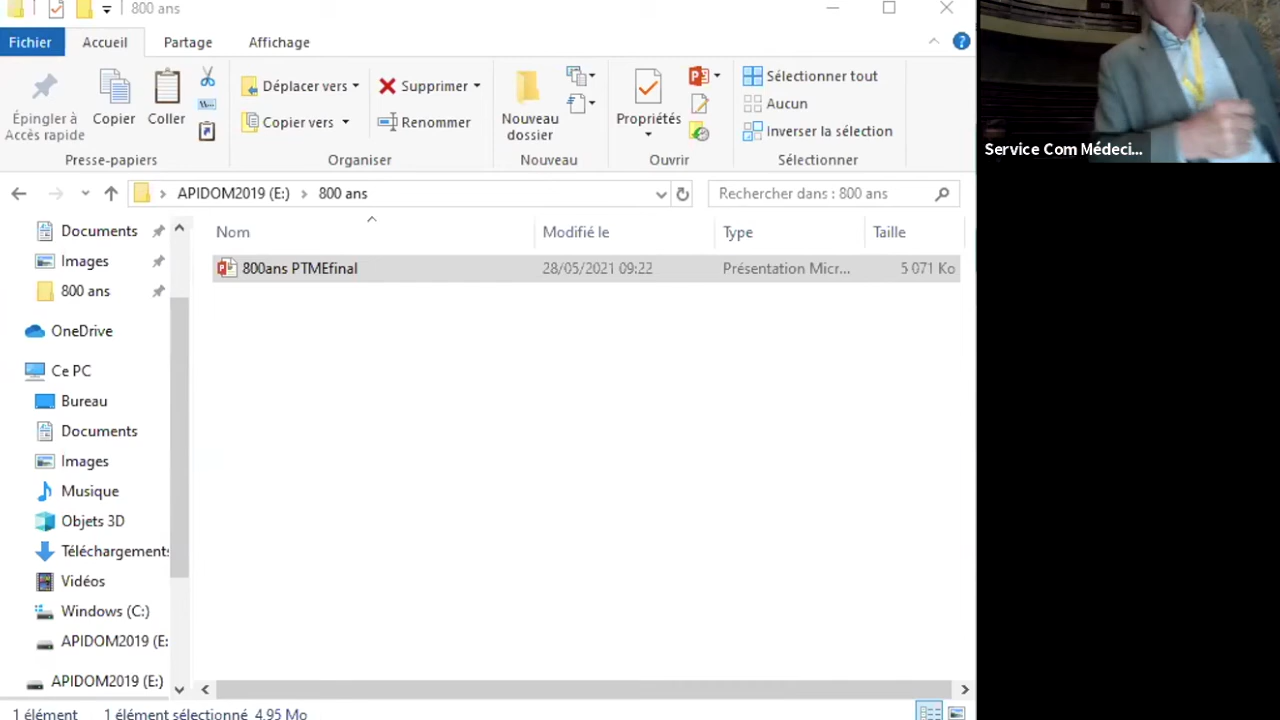 800 ans
Fichier
Accueil
Partage
Affichage
Épingler à
Accès rapide
Copier
Coller
Déplacer vers
Copier vers
Supprimer
Renommer
Nouveau
dossier
Propriétés
Sélectionner tout
Aucun
Inverser la sélection
Presse-papiers
Organiser
Nouveau
Ouvrir
Sélectionner
Service Com Médeci...
APIDOM2019 (E:)
800 ans
Rechercher dans : 800 ans
Nom
Modifié le
Type
Taille
800ans PTMEfinal
28/05/2021 09:22
Présentation Micr...
5 071 Ko
Documents
Images
800 ans
OneDrive
Ce PC
Bureau
Documents
Images
Musique
Objets 3D
Téléchargements
Vidéos
Windows (C:)
APIDOM2019 (E:
APIDOM2019 (E:)
1 élément
1 élément sélectionné 4,95 Mo